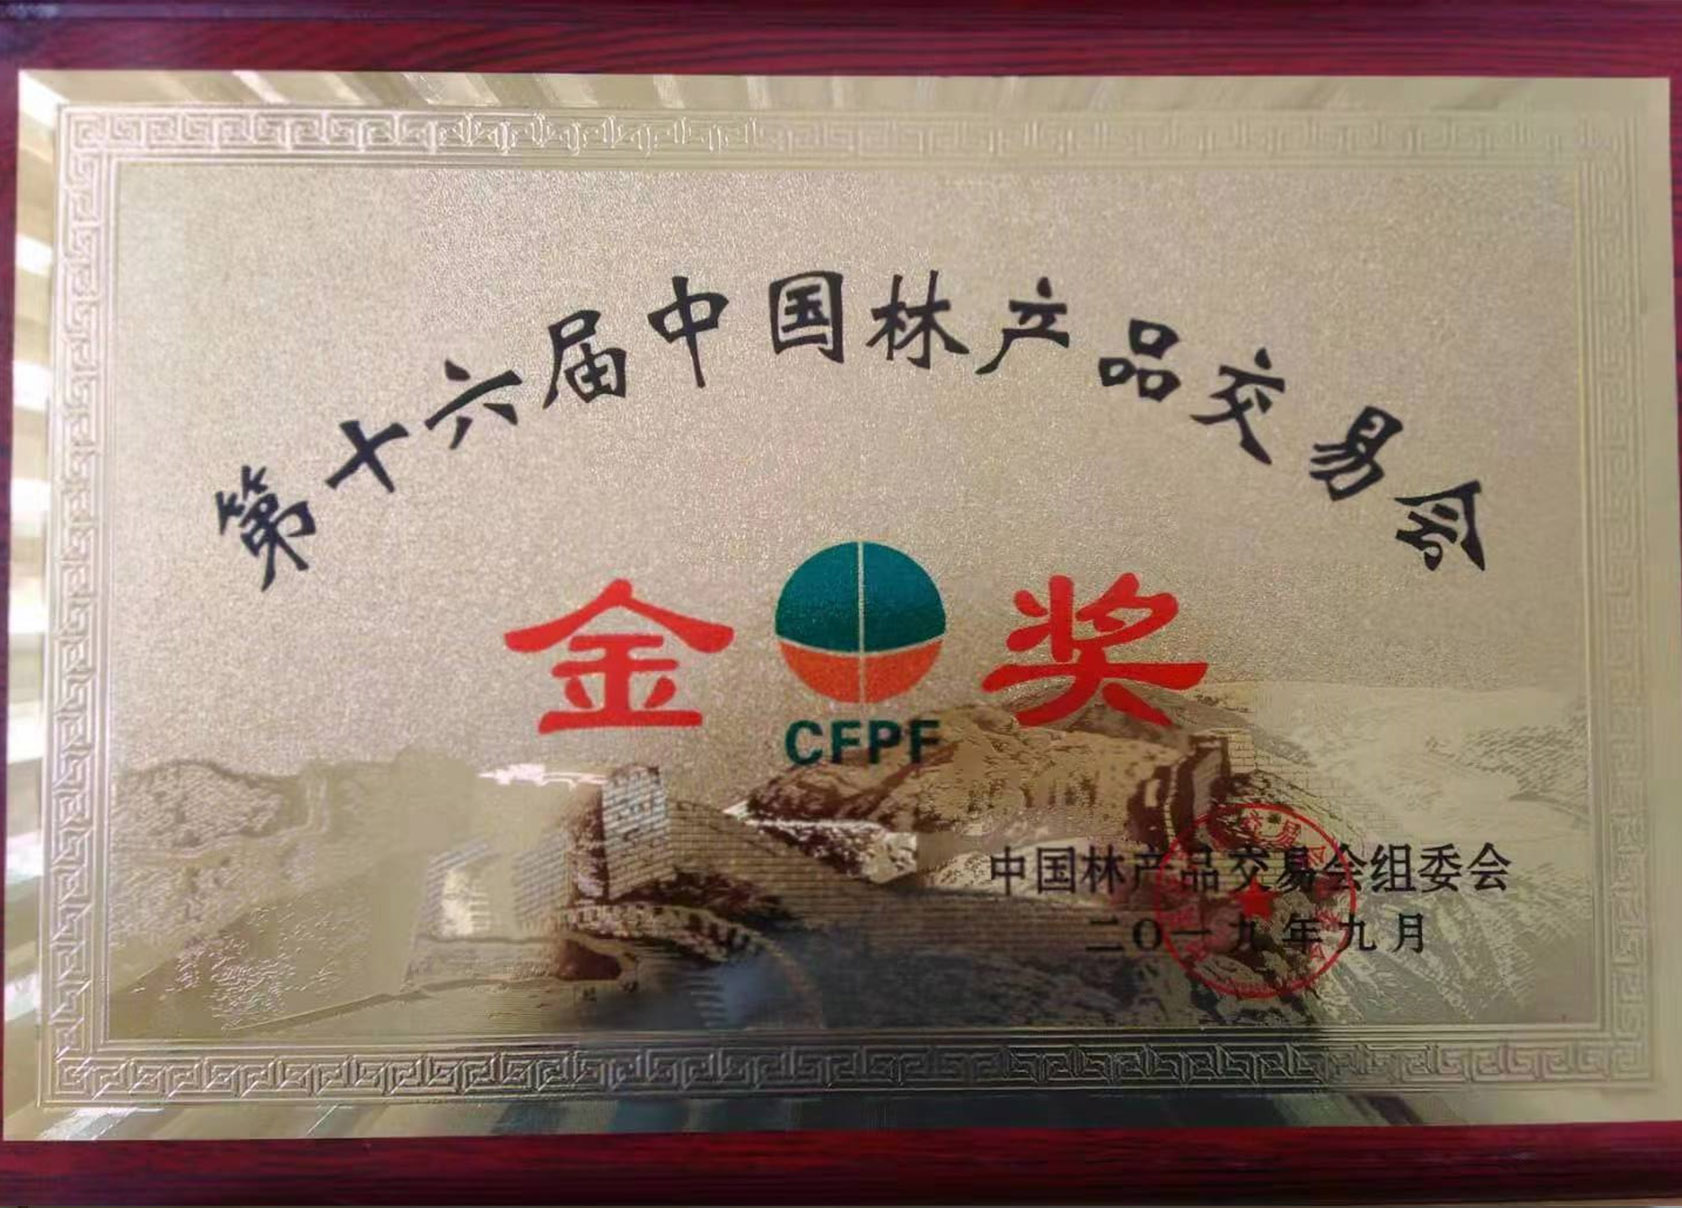 第十六届中国林产品交易会
金奖
CFPF
中国林产品交易会组委会
二〇一九年九月